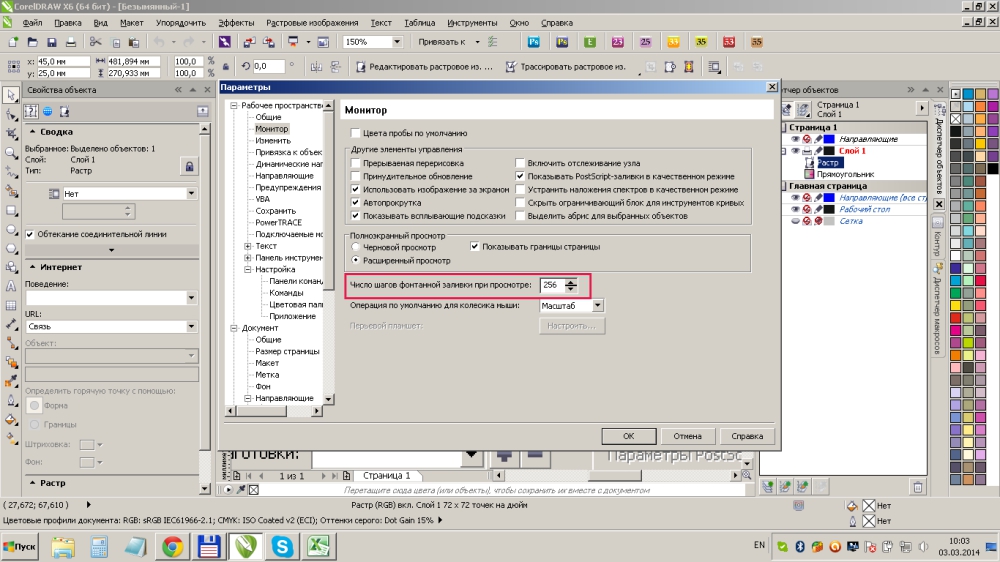 CorelDRAW X6 (64 бит) - [Безымянный-1]
Файл Правка Вид Макет Упорядочить Эффекты Растровые изображения Текст Таблица Инструменты Окно Справка
150% Привязать к
x: 45,0 мм 481,894 мм 100,0 %
y: 25,0 мм 270,933 мм 100,0 %
0,0 ° Редактировать растровое из. ... Трассировать растровое из.
Свойства объекта
Сводка
Выбранное: Выделено объектов: 1
Слой: Слой 1
Тип: Растр
Нет
Обтекание соединительной линии
Интернет
Поведение:
URL:
Связь
Объект:
Определить горячую точку с помощью:
Форма
Границы
Штриховка:
Фон:
Растр
Параметры
Рабочее пространство
Общие
Монитор
Изменить
Привязка к объек
Динамические нап
Направляющие
Предупреждения
VBA
Сохранить
PowerTRACE
Подключаемые мо
Текст
Панель инструмен
Настройка
Панели команд
Команды
Цветовая пали
Приложение
Документ
Общие
Размер страницы
Макет
Метка
Фон
Направляющие
Монитор
Цвета пробы по умолчанию
Другие элементы управления
Прерываемая перерисовка Включить отслеживание узла
Принудительное обновление Показывать PostScript-заливки в качественном режиме
Использовать изображение за экраном Устранить наложения спектров в качественном режиме
Автопрокрутка Скрыть ограничивающий блок для инструментов кривых
Показывать всплывающие подсказки Выделить абрис для выбранных объектов
Полноэкранный просмотр
Черновой просмотр Показывать границы страницы
Расширенный просмотр
Число шагов фонтанной заливки при просмотре: 256
Операция по умолчанию для колесика мыши: Масштаб
Перьевой планшет: Настроить...
ОК Отмена Справка
тчер объектов
Страница 1
Слой 1
Страница 1
Направляющие
Слой 1
Растр
Прямоугольник
Главная страница
Направляющие (все стр
Рабочий стол
Сетка
Диспетчер объектов
Контур
Диспетчер макросов
ГОТОВКИ:
Параметры PostSc
1 из 1 Страница 1
Перетащите сюда цвета (или объекты), чтобы сохранить их вместе с документом
( 27,672; 67,610 ) Растр (RGB) вкл. Слой 1 72 x 72 точек на дюйм Нет
Цветовые профили документа: RGB: sRGB IEC61966-2.1; CMYK: ISO Coated v2 (ECI); Оттенки серого: Dot Gain 15% Нет
Пуск
EN
10:03
03.03.2014